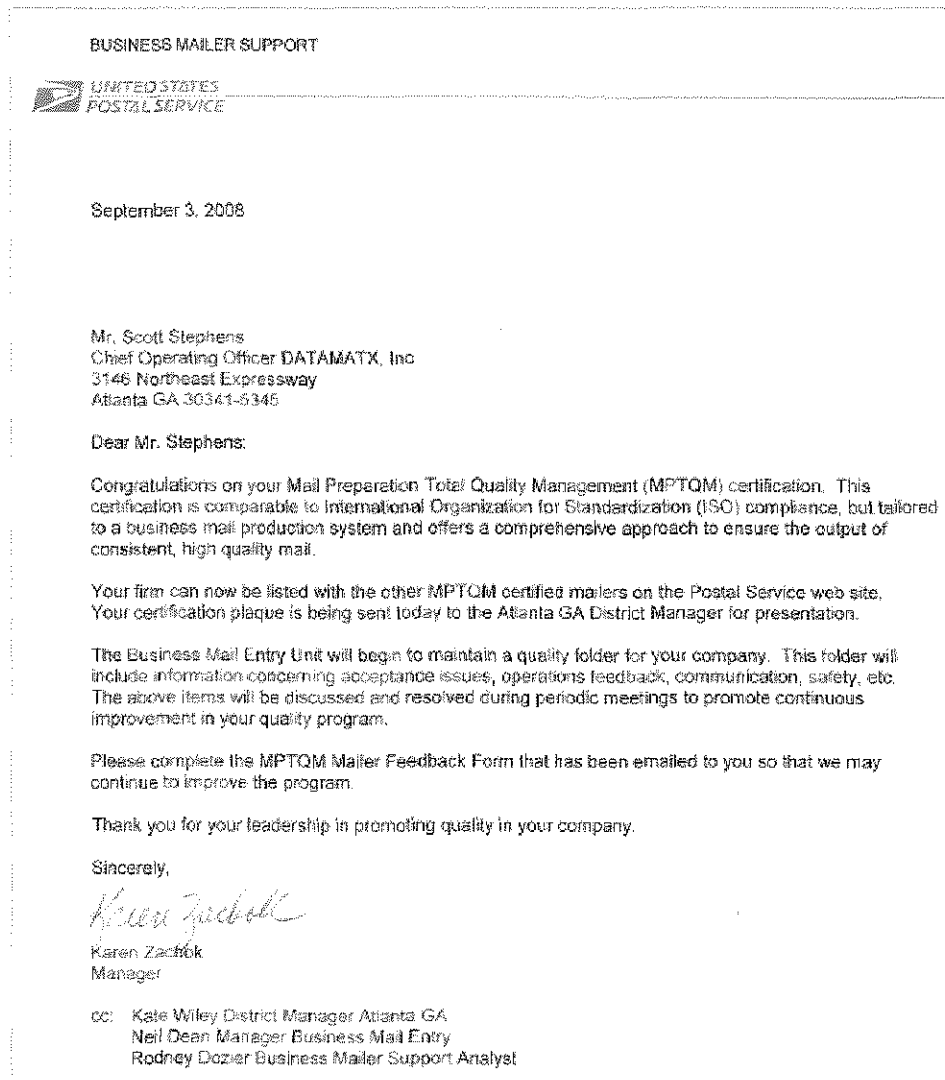 BUSINESS MAILER SUPPORT
UNITED STATES
POSTAL SERVICE
September 3, 2008
Mr. Scott Stephens
Chief Operating Officer DATAMATX, Inc
3146 Northeast Expressway
Atlanta GA 30341-5345
Dear Mr. Stephens:
Congratulations on your Mail Preparation Total Quality Management (MPTQM) certification. This
certification is comparable to International Organization for Standardization (ISO) compliance, but tailored
to a business mail production system and offers a comprehensive approach to ensure the output of
consistent, high quality mail.
Your firm can now be listed with the other MPTQM certified mailers on the Postal Service web site.
Your certification plaque is being sent today to the Atlanta GA District Manager for presentation.
The Business Mail Entry Unit will begin to maintain a quality folder for your company. This folder will
include information concerning acceptance issues, operations feedback, communication, safety, etc.
The above items will be discussed and resolved during periodic meetings to promote continuous
improvement in your quality program.
Please complete the MPTQM Mailer Feedback Form that has been emailed to you so that we may
continue to improve the program.
Thank you for your leadership in promoting quality in your company.
Sincerely,
Karen Zachok
Karen Zachok
Manager
cc: Kate Wiley District Manager Atlanta GA
Neil Dean Manager Business Mail Entry
Rodney Dozier Business Mailer Support Analyst